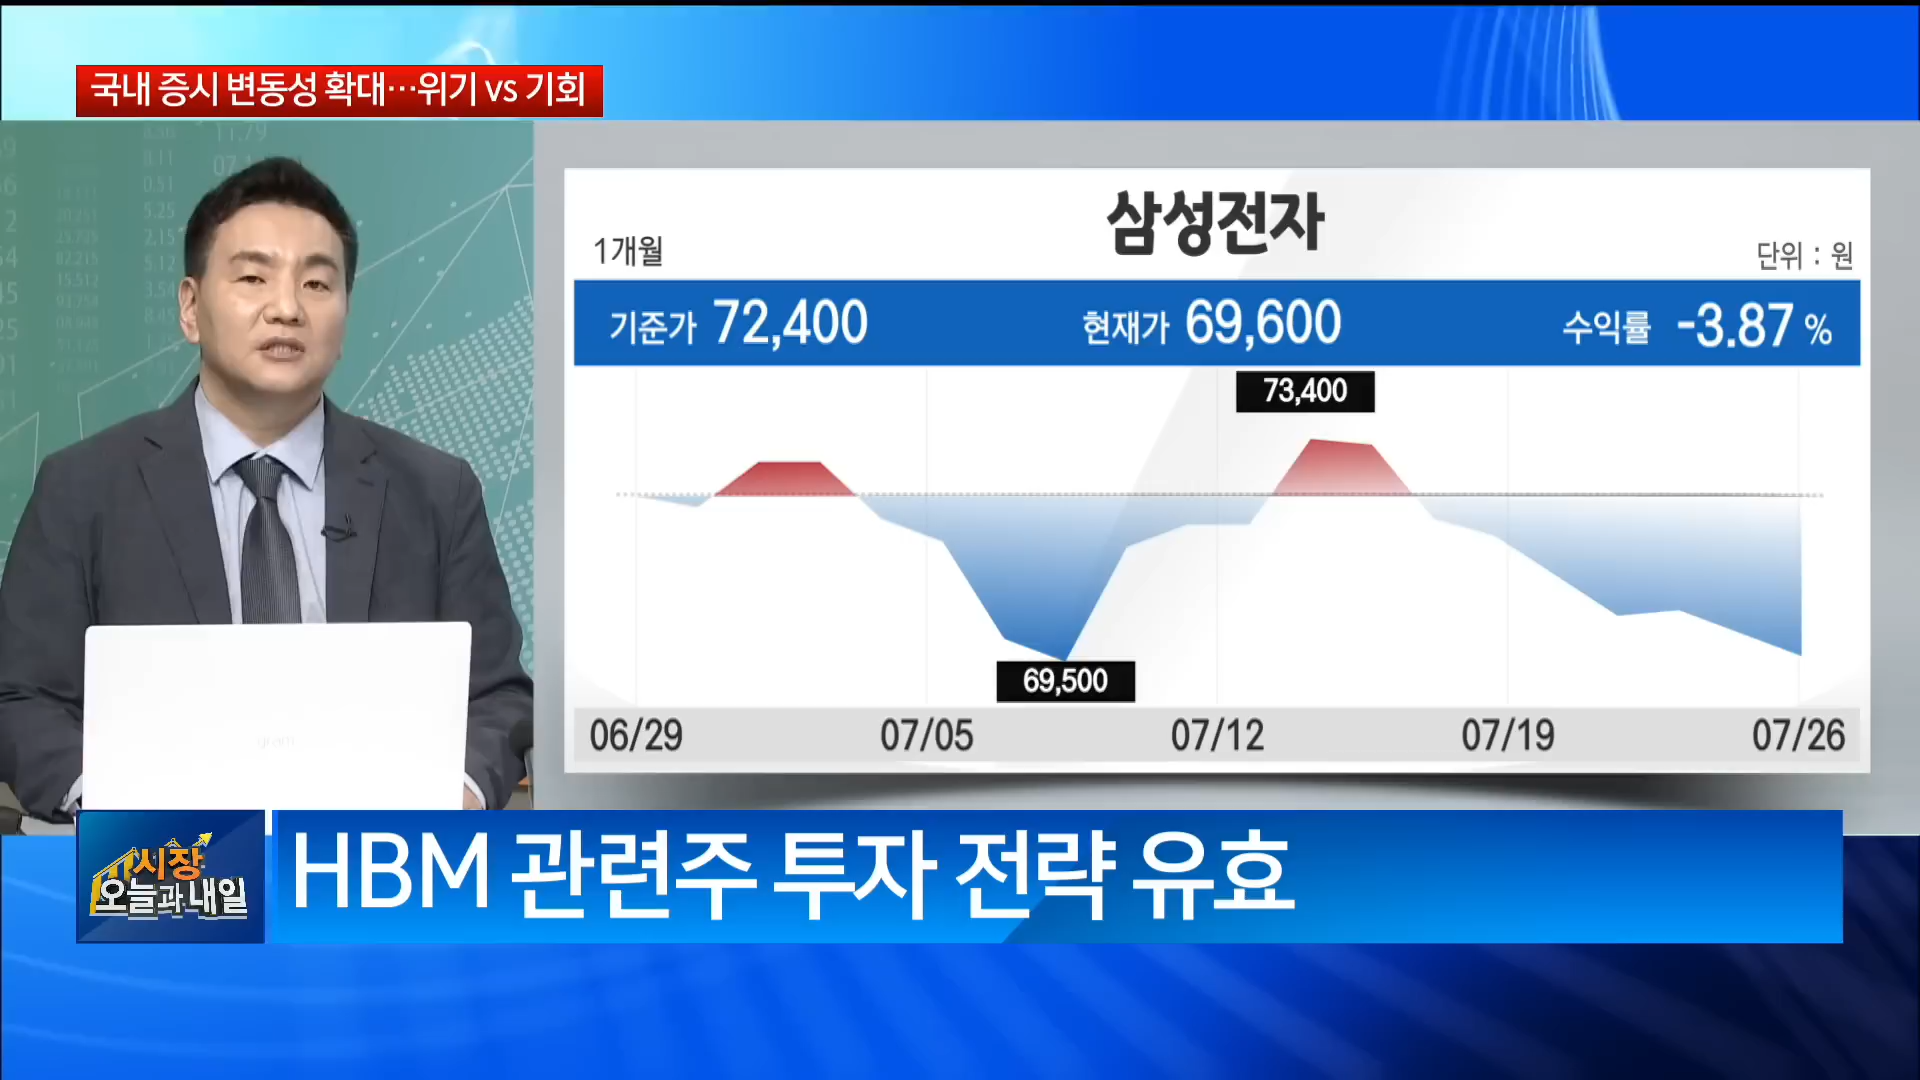 국내 증시 변동성 확대…위기 vs 기회
삼성전자
1개월
단위 : 원
기준가 72,400 현재가 69,600 수익률 -3.87 %
73,400
69,500
06/29 07/05 07/12 07/19 07/26
gram
시장
오늘과 내일
HBM 관련주 투자 전략 유효